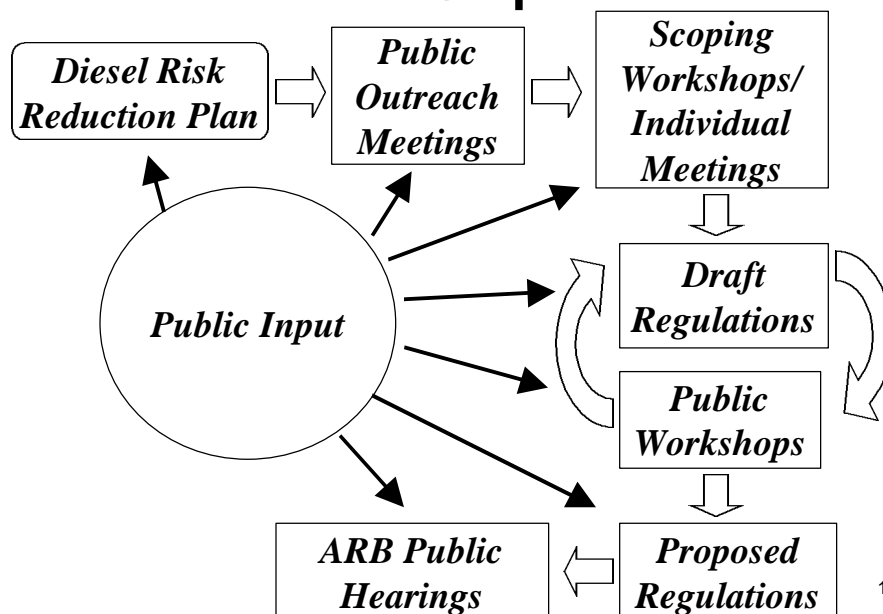 Diesel Risk
Reduction Plan
Public
Outreach
Meetings
Scoping
Workshops/
Individual
Meetings
Public Input
Draft
Regulations
Public
Workshops
ARB Public
Hearings
Proposed
Regulations
1